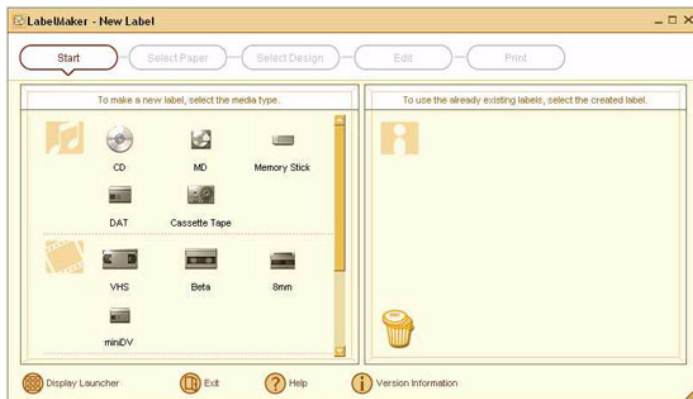 LabelMaker - New Label
Start
Select Paper
Select Design
Edit
Print
To make a new label, select the media type.
To use the already existing labels, select the created label.
CD
MD
Memory Stick
DAT
Cassette Tape
VHS
Beta
8mm
miniDV
Display Launcher
Exit
Help
Version Information